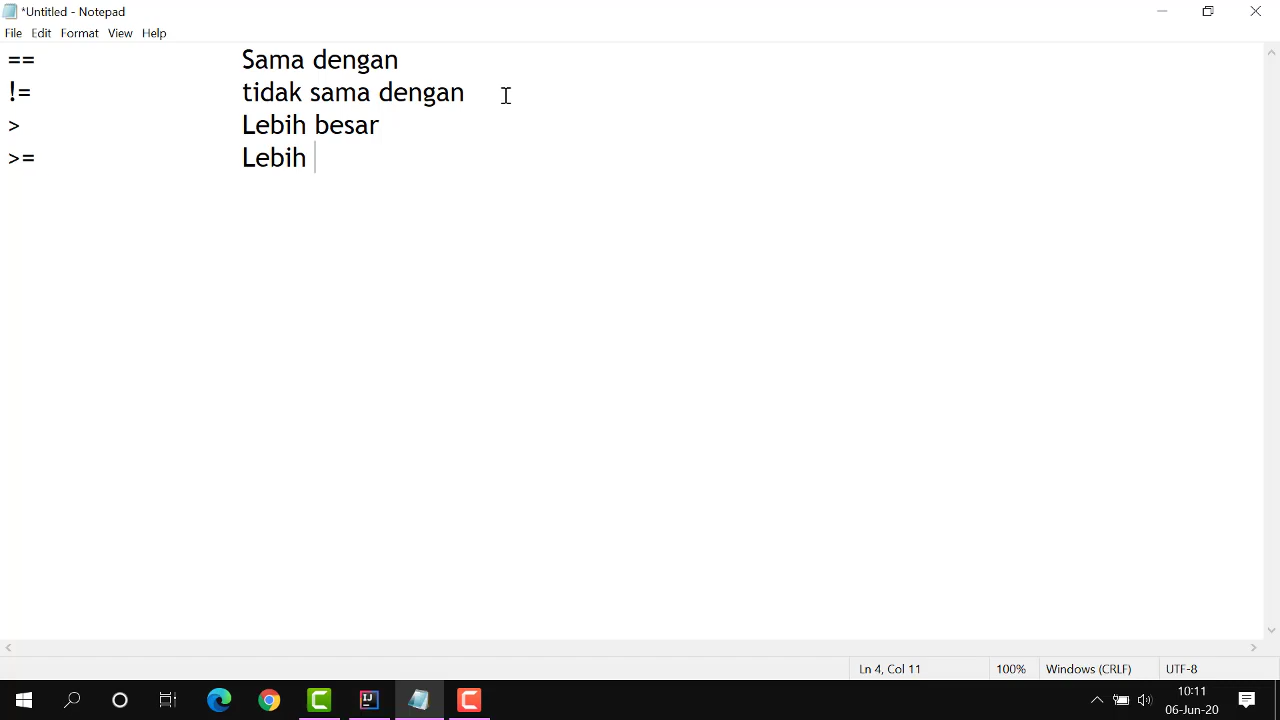 *Untitled - Notepad
File Edit Format View Help
== Sama dengan
!= tidak sama dengan
> Lebih besar
>= Lebih
Ln 4, Col 11 100% Windows (CRLF) UTF-8
10:11
06-Jun-20